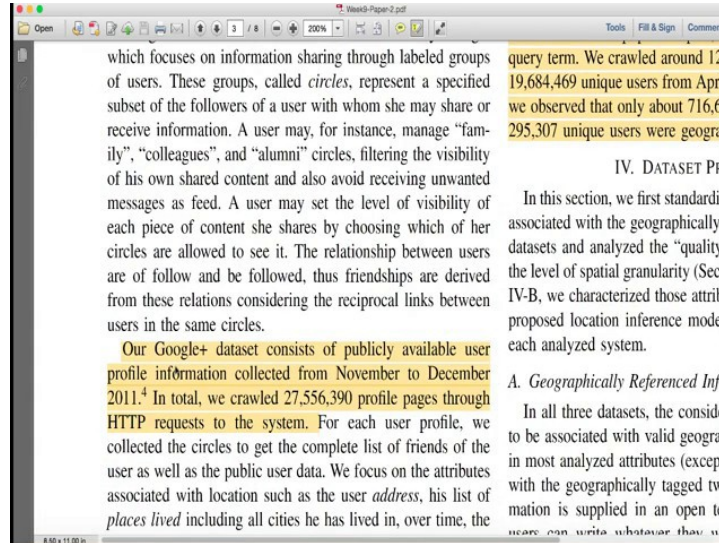 Week9-Paper-2.pdf
Open
3 / 8
200%
Tools
Fill & Sign
Commen
which focuses on information sharing through labeled groups
of users. These groups, called circles, represent a specified
subset of the followers of a user with whom she may share or
receive information. A user may, for instance, manage “fam-
ily”, “colleagues”, and “alumni” circles, filtering the visibility
of his own shared content and also avoid receiving unwanted
messages as feed. A user may set the level of visibility of
each piece of content she shares by choosing which of her
circles are allowed to see it. The relationship between users
are of follow and be followed, thus friendships are derived
from these relations considering the reciprocal links between
users in the same circles.
Our Google+ dataset consists of publicly available user
profile information collected from November to December
2011.4 In total, we crawled 27,556,390 profile pages through
HTTP requests to the system. For each user profile, we
collected the circles to get the complete list of friends of the
user as well as the public user data. We focus on the attributes
associated with location such as the user address, his list of
places lived including all cities he has lived in, over time, the
query term. We crawled around 12
19,684,469 unique users from Apr
we observed that only about 716,6
295,307 unique users were geogra
IV. DATASET PR
In this section, we first standardi
associated with the geographically
datasets and analyzed the “quality
the level of spatial granularity (Sec
IV-B, we characterized those attrib
proposed location inference mode
each analyzed system.
A. Geographically Referenced Inf
In all three datasets, the conside
to be associated with valid geogra
in most analyzed attributes (excep
with the geographically tagged tw
mation is supplied in an open te
users can write whatever they w
8.50 x 11.00 in